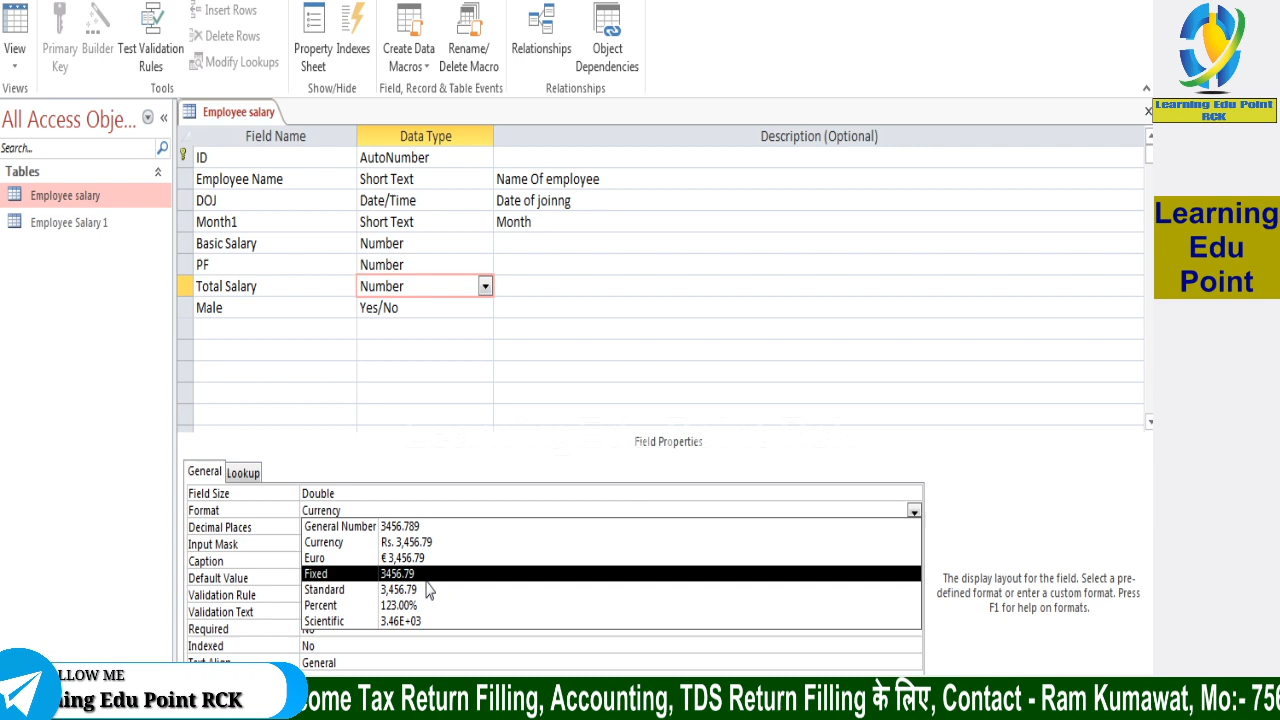 View
Primary Key
Builder
Test Validation Rules
Insert Rows
Delete Rows
Modify Lookups
Property Sheet
Indexes
Create Data Macros
Rename/ Delete Macro
Relationships
Object Dependencies
Views
Tools
Show/Hide
Field, Record & Table Events
Relationships
Learning Edu Point
RCK
All Access Obje...
Search...
Tables
Employee salary
Employee Salary 1
Employee salary
Field Name Data Type Description (Optional)
ID AutoNumber
Employee Name Short Text Name Of employee
DOJ Date/Time Date of joinng
Month1 Short Text Month
Basic Salary Number
PF Number
Total Salary Number
Male Yes/No
Learning
Edu
Point
Field Properties
General Lookup
Field Size Double
Format Currency
Decimal Places
Input Mask
Caption
Default Value
Validation Rule
Validation Text
Required No
Indexed No
Text Align General
General Number 3456.789
Currency Rs. 3,456.79
Euro € 3,456.79
Fixed 3456.79
Standard 3,456.79
Percent 123.00%
Scientific 3.46E+03
The display layout for the field. Select a pre-
defined format or enter a custom format. Press
F1 for help on formats.
LLOW ME
ng Edu Point RCK
ome Tax Return Filling, Accounting, TDS Return Filling के लिए, Contact - Ram Kumawat, Mo:- 756